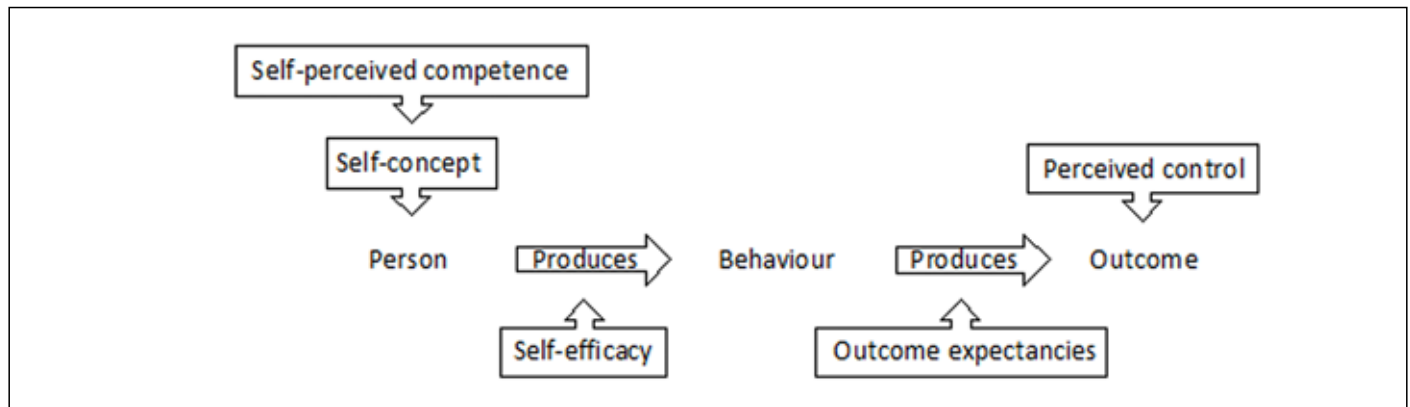 Self-perceived competence
Self-concept
Perceived control
Person
Produces
Behaviour
Produces
Outcome
Self-efficacy
Outcome expectancies